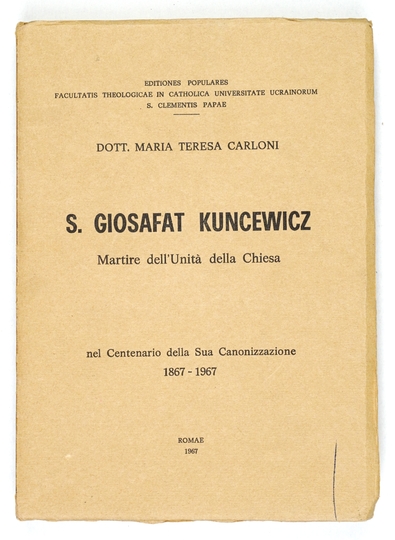 EDITIONES POPULARES
FACULTATIS THEOLOGICAE IN CATHOLICA UNIVERSITATE UCRAINORUM
S. CLEMENTIS PAPAE
DOTT. MARIA TERESA CARLONI
S. GIOSAFAT KUNCEWICZ
Martire dell'Unità della Chiesa
nel Centenario della Sua Canonizzazione
1867 - 1967
ROMAE
1967